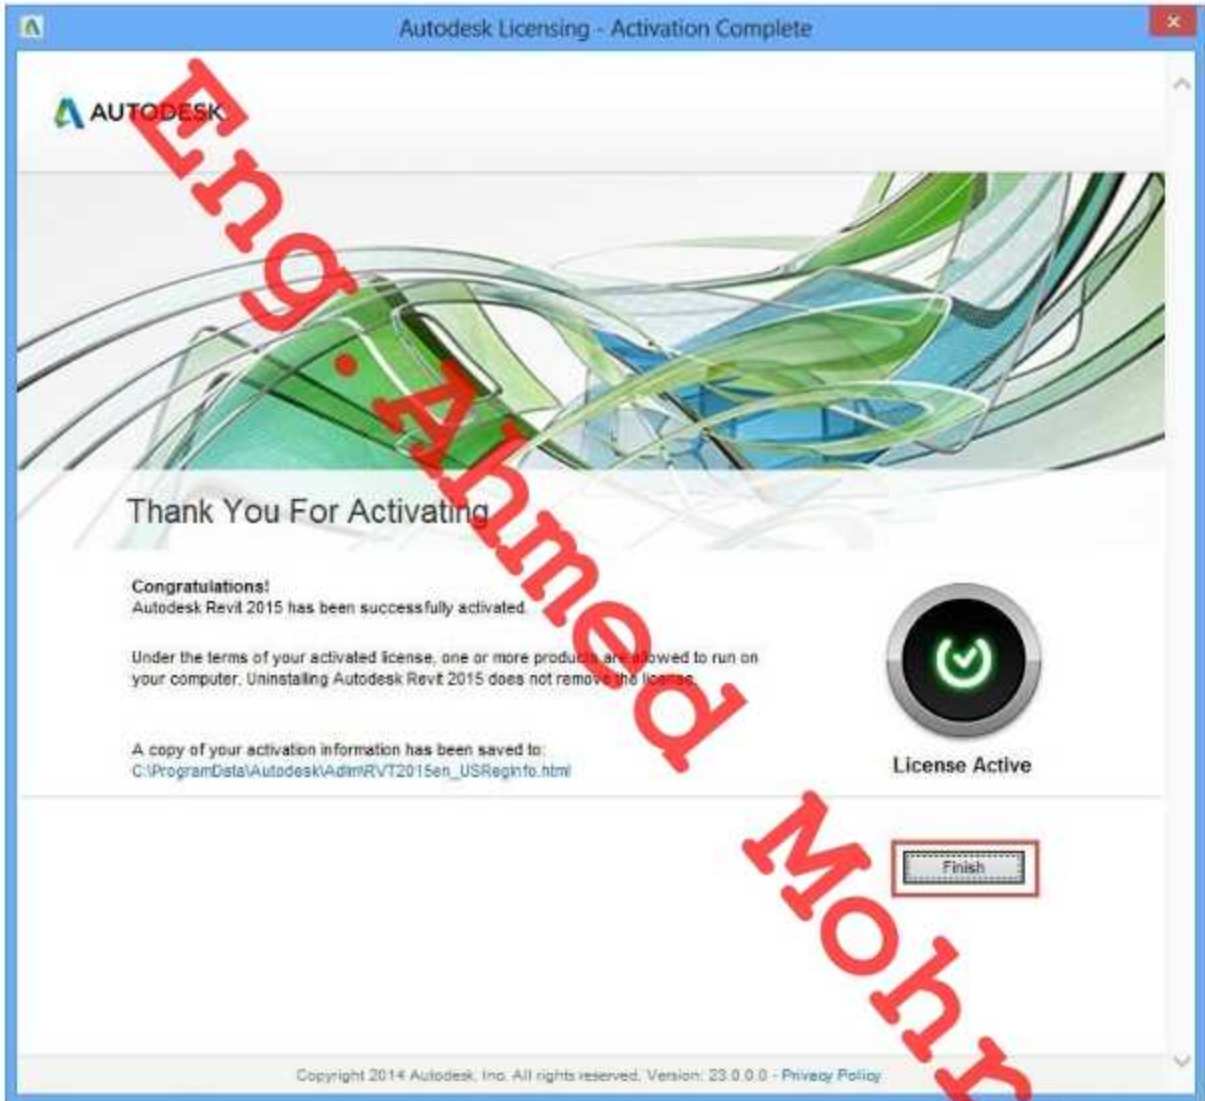 Autodesk Licensing - Activation Complete
AUTODESK
Thank You For Activating
Congratulations!
Autodesk Revit 2015 has been successfully activated.
Under the terms of your activated license, one or more products are allowed to run on
your computer. Uninstalling Autodesk Revit 2015 does not remove the license.
A copy of your activation information has been saved to:
C:\ProgramData\Autodesk\Adlm\RVT2015en_USRegInfo.html
License Active
Finish
Copyright 2014 Autodesk, Inc. All rights reserved. Version: 23.0.0.0 - Privacy Policy
Eng. Ahmed Mohr